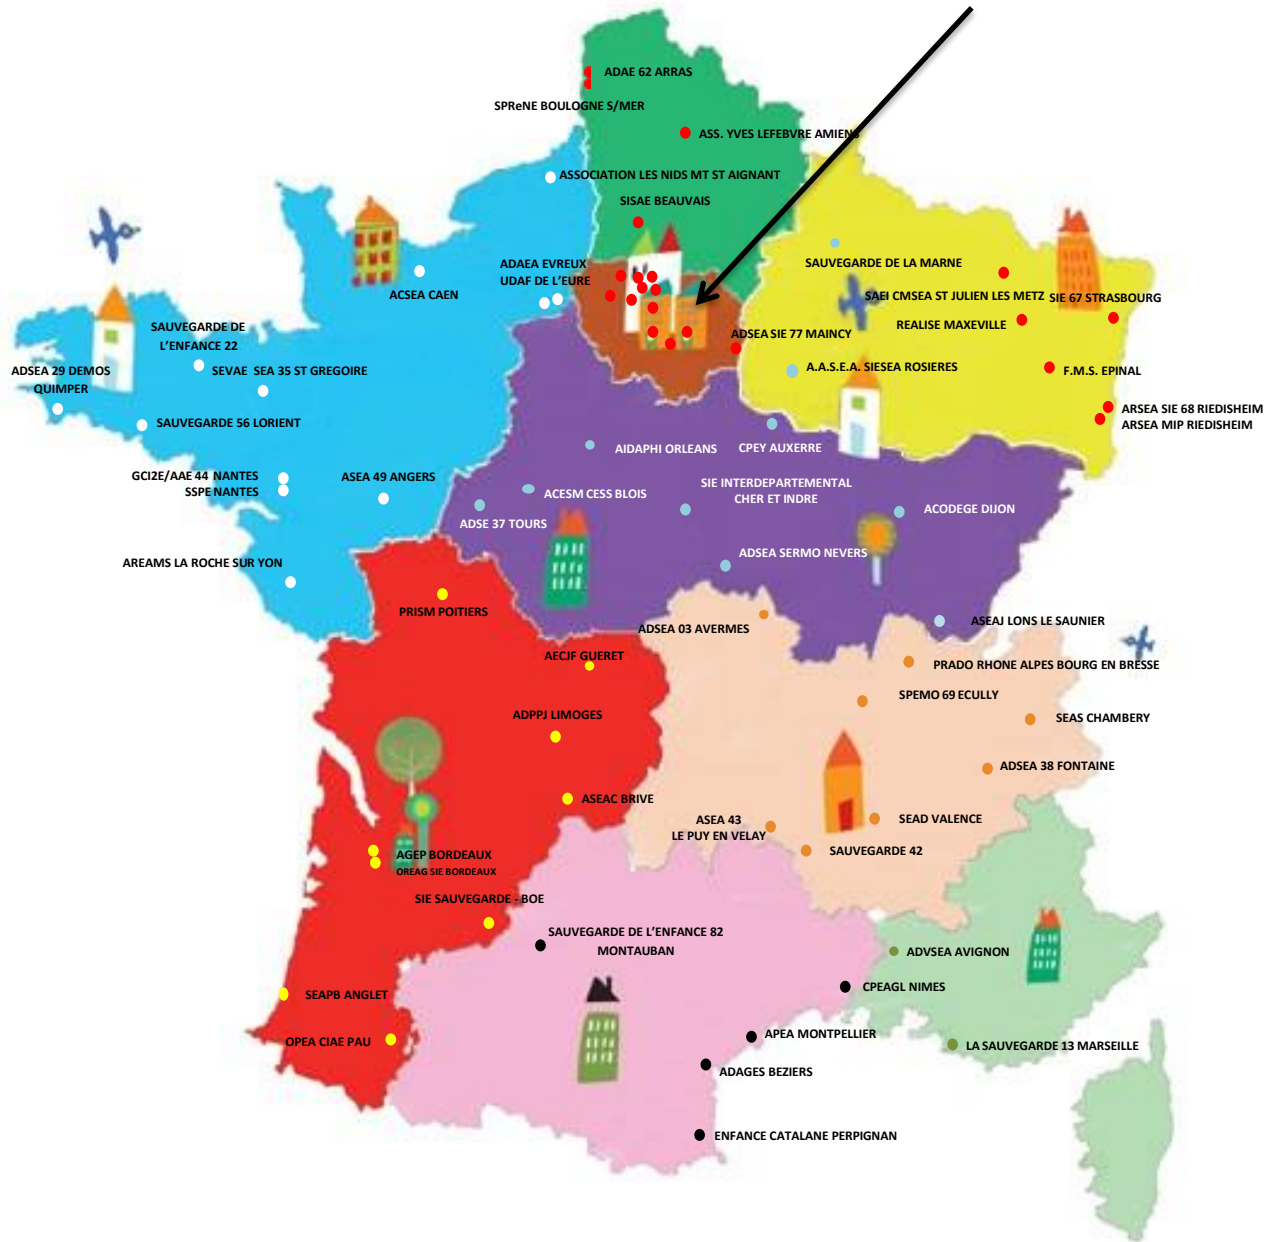 ADAE 62 ARRAS
SPReNE BOULOGNE S/MER
ASS. YVES LEFEBVRE AMIENS
ASSOCIATION LES NIDS MT ST AIGNANT
SISAE BEAUVAIS
ADAEA EVREUX
UDAF DE L'EURE
ACSEA CAEN
SAUVEGARDE DE LA MARNE
SAEI CMSEA ST JULIEN LES METZ
SIE 67 STRASBOURG
REALISE MAXEVILLE
ADSEA SIE 77 MAINCY
SAUVEGARDE DE
L'ENFANCE 22
ADSEA 29 DEMOS
QUIMPER
SEVAE SEA 35 ST GREGOIRE
A.A.S.E.A. SIESEA ROSIERES
F.M.S. EPINAL
ARSEA SIE 68 RIEDISHEIM
ARSEA MIP RIEDISHEIM
SAUVEGARDE 56 LORIENT
AIDAPHI ORLEANS
CPEY AUXERRE
GCI2E/AAE 44 NANTES
SSPE NANTES
ASEA 49 ANGERS
ACESM CESS BLOIS
SIE INTERDEPARTEMENTAL
CHER ET INDRE
ADSE 37 TOURS
ACODEGE DIJON
ADSEA SERMO NEVERS
AREAMS LA ROCHE SUR YON
PRISM POITIERS
ADSEA 03 AVERMES
ASEAJ LONS LE SAUNIER
AECJF GUERET
PRADO RHONE ALPES BOURG EN BRESSE
SPEMO 69 ECULLY
SEAS CHAMBERY
ADPPJ LIMOGES
ADSEA 38 FONTAINE
ASEAC BRIVE
ASEA 43
LE PUY EN VELAY
SEAD VALENCE
SAUVEGARDE 42
AGEP BORDEAUX
OREAG SIE BORDEAUX
SIE SAUVEGARDE - BOE
SAUVEGARDE DE L'ENFANCE 82
MONTAUBAN
ADVSEA AVIGNON
CPEAGL NIMES
SEAPB ANGLET
OPEA CIAE PAU
APEA MONTPELLIER
LA SAUVEGARDE 13 MARSEILLE
ADAGES BEZIERS
ENFANCE CATALANE PERPIGNAN